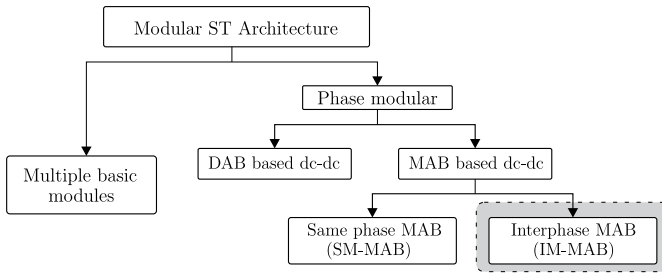 Modular ST Architecture
Phase modular
DAB based dc-dc
MAB based dc-dc
Multiple basic
modules
Same phase MAB
(SM-MAB)
Interphase MAB
(IM-MAB)